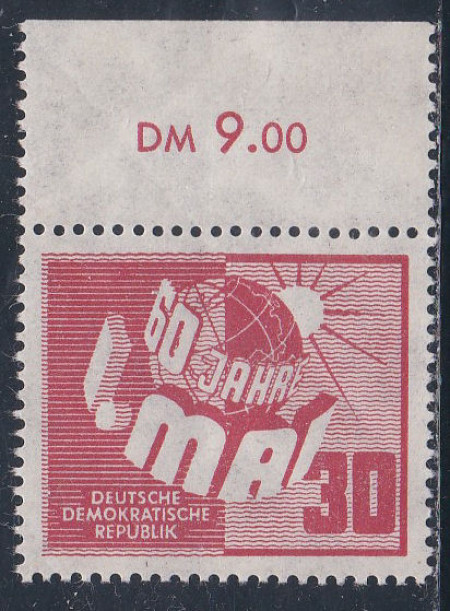 DM 9.00
60 JAHRE
1. MAI
30
DEUTSCHE
DEMOKRATISCHE
REPUBLIK